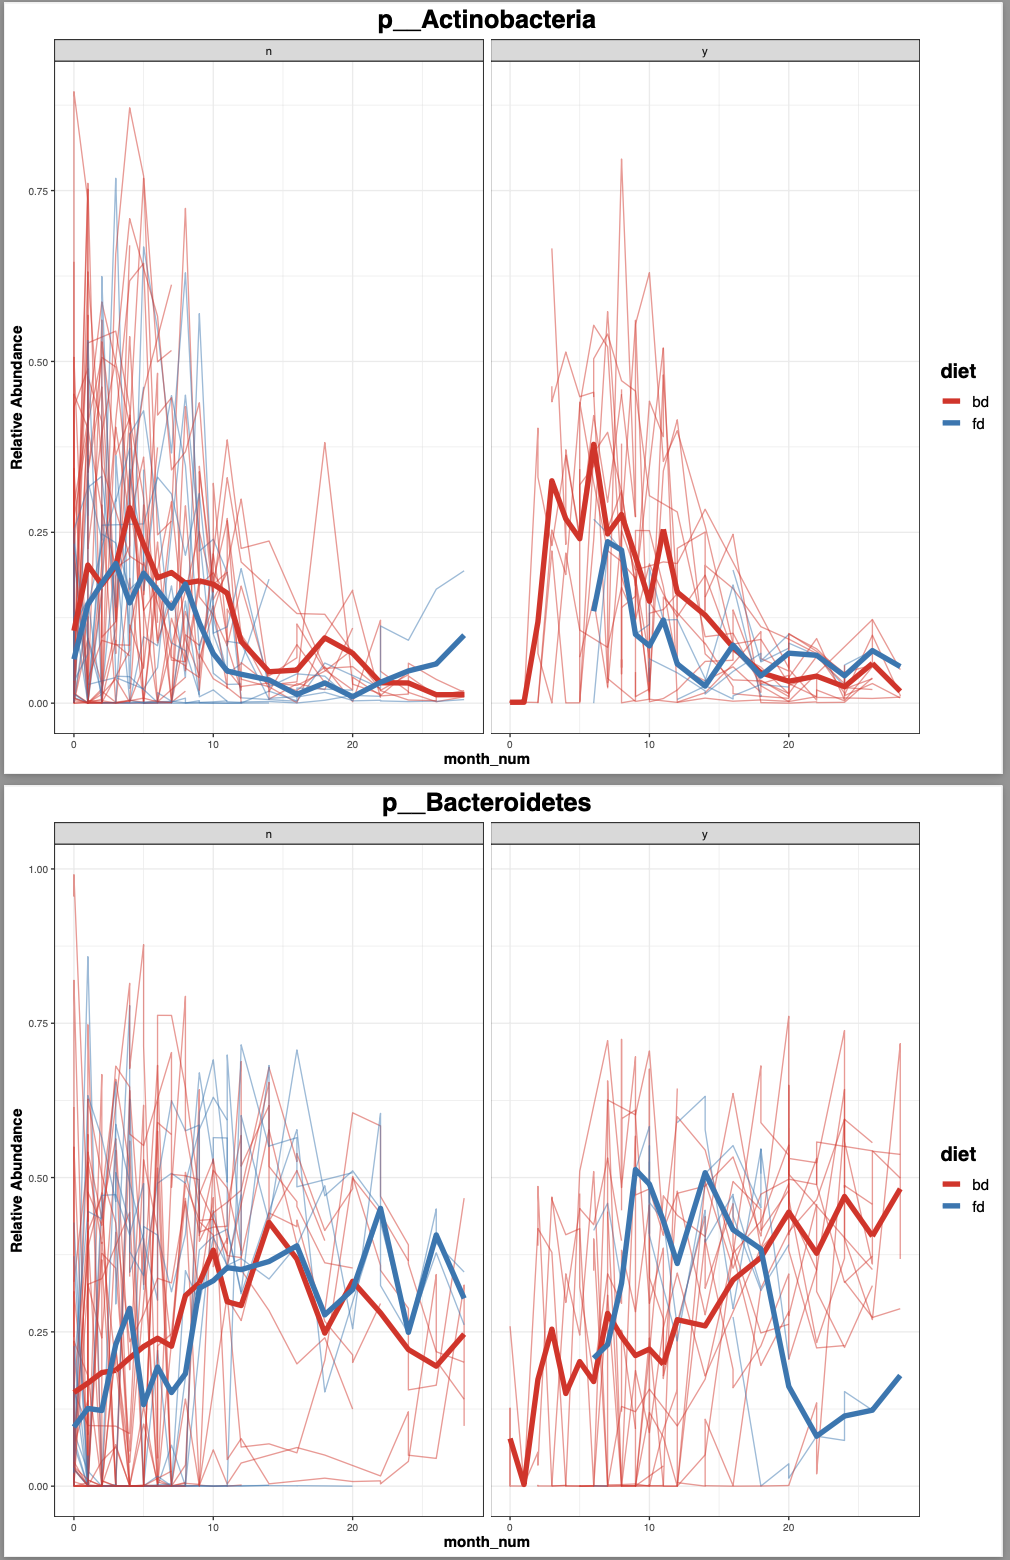 p__Actinobacteria
n
y
0.75
0.50
0.25
0.00
Relative Abundance
0
10
20
0
10
20
month_num
diet
bd
fd
p__Bacteroidetes
n
y
1.00
0.75
0.50
0.25
0.00
Relative Abundance
0
10
20
0
10
20
month_num
diet
bd
fd